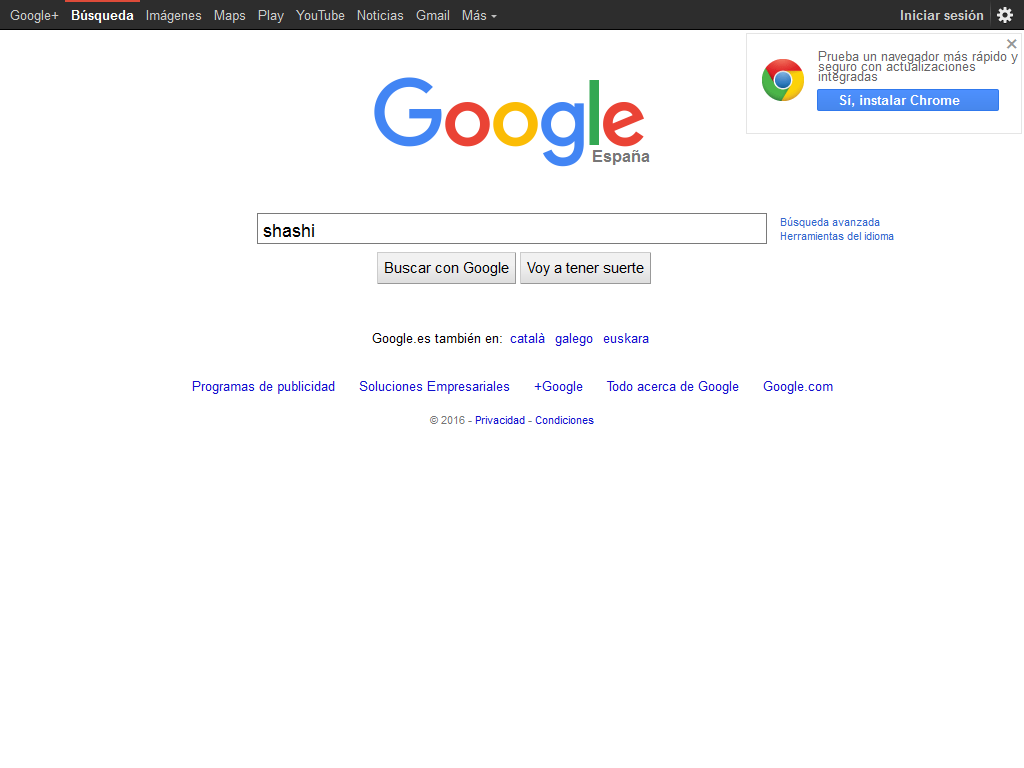 Google+ Búsqueda Imágenes Maps Play YouTube Noticias Gmail Más Iniciar sesión
Prueba un navegador más rápido y
seguro con actualizaciones
integradas
Sí, instalar Chrome
Google
España
shashi
Búsqueda avanzada
Herramientas del idioma
Buscar con Google Voy a tener suerte
Google.es también en: català galego euskara
Programas de publicidad Soluciones Empresariales +Google Todo acerca de Google Google.com
© 2016 - Privacidad - Condiciones